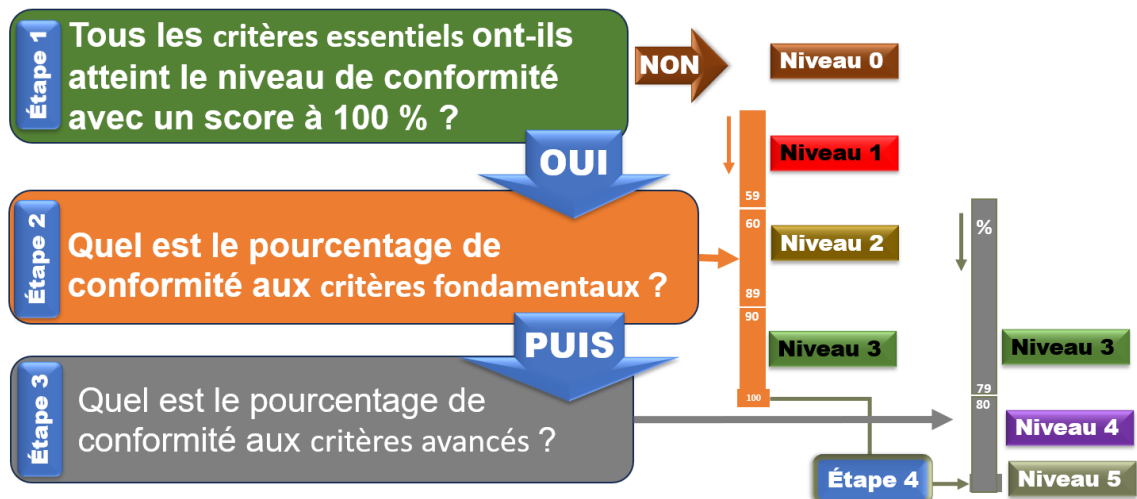 Étape 1
Tous les critères essentiels ont-ils
atteint le niveau de conformité
avec un score à 100 % ?
NON
Niveau 0
OUI
Niveau 1
59
60
Étape 2
Quel est le pourcentage de
conformité aux critères fondamentaux ?
Niveau 2
89
90
%
PUIS
Niveau 3
100
Niveau 3
79
80
Étape 3
Quel est le pourcentage de
conformité aux critères avancés ?
Niveau 4
Étape 4
Niveau 5